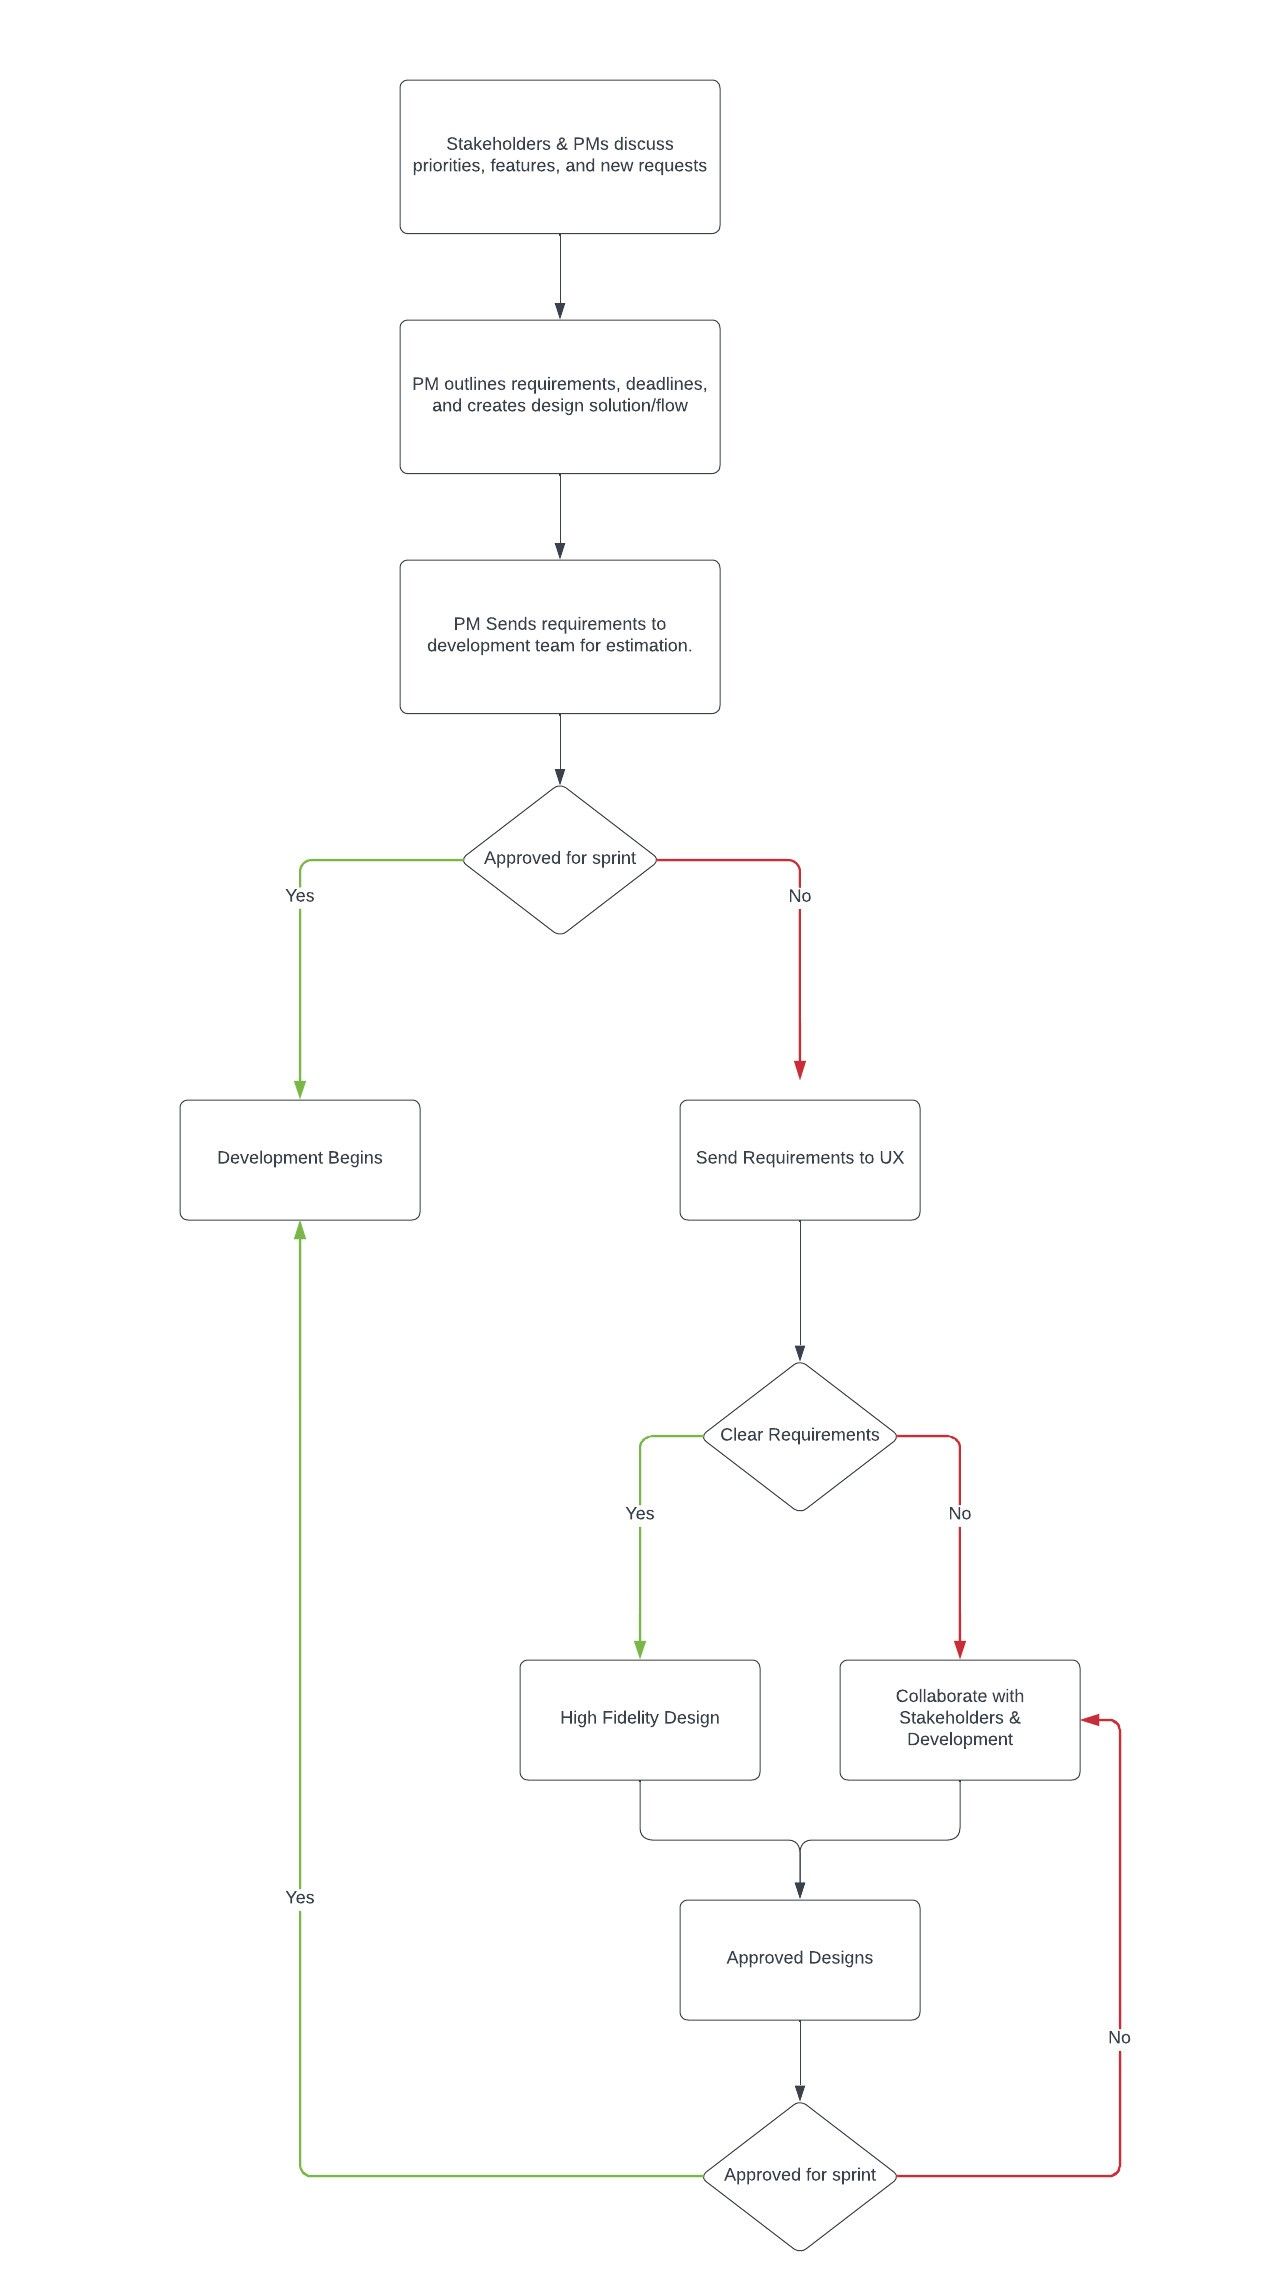 Stakeholders & PMs discuss
priorities, features, and new requests
PM outlines requirements, deadlines,
and creates design solution/flow
PM Sends requirements to
development team for estimation.
Approved for sprint
Yes
No
Development Begins
Send Requirements to UX
Clear Requirements
Yes
No
High Fidelity Design
Collaborate with
Stakeholders &
Development
Yes
Approved Designs
No
Approved for sprint